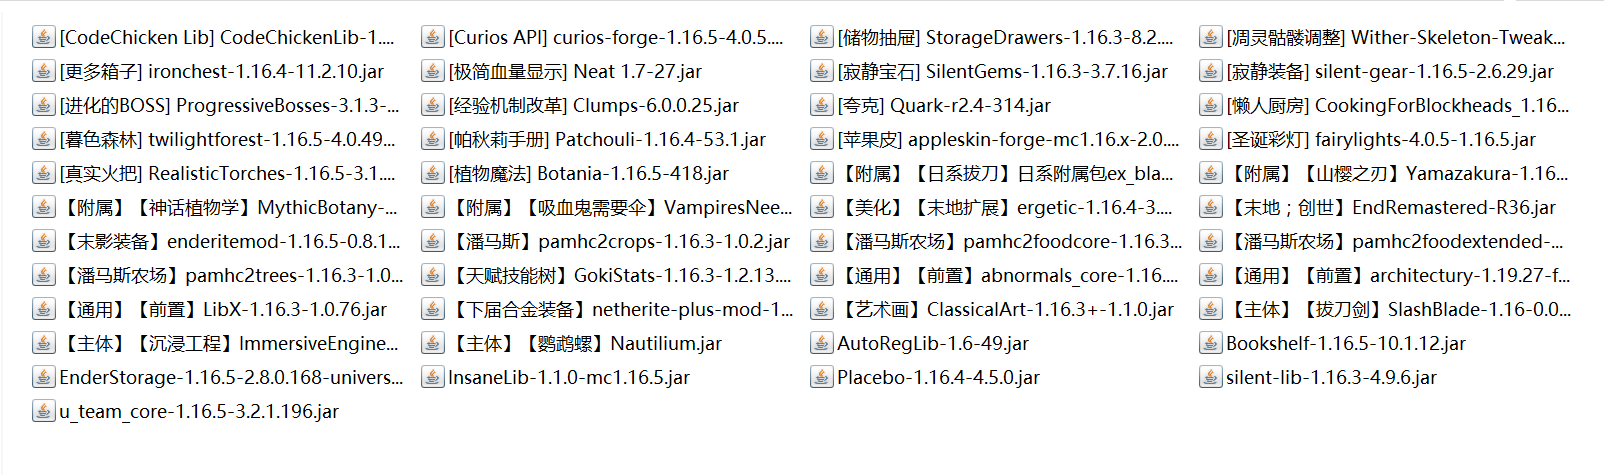 [CodeChicken Lib] CodeChickenLib-1.... [Curios API] curios-forge-1.16.5-4.0.5.... [储物抽屉] StorageDrawers-1.16.3-8.2.... [凋灵骷髅调整] Wither-Skeleton-Tweak...
[更多箱子] ironchest-1.16.4-11.2.10.jar [极简血量显示] Neat 1.7-27.jar [寂静宝石] SilentGems-1.16.3-3.7.16.jar [寂静装备] silent-gear-1.16.5-2.6.29.jar
[进化的BOSS] ProgressiveBosses-3.1.3-... [经验机制改革] Clumps-6.0.0.25.jar [夸克] Quark-r2.4-314.jar [懒人厨房] CookingForBlockheads_1.16...
[暮色森林] twilightforest-1.16.5-4.0.49... [帕秋莉手册] Patchouli-1.16.4-53.1.jar [苹果皮] appleskin-forge-mc1.16.x-2.0.... [圣诞彩灯] fairylights-4.0.5-1.16.5.jar
[真实火把] RealisticTorches-1.16.5-3.1.... [植物魔法] Botania-1.16.5-418.jar 【附属】【日系拔刀】日系附属包ex_bla... 【附属】【山樱之刃】Yamazakura-1.16...
【附属】【神话植物学】MythicBotany-... 【附属】【吸血鬼需要伞】VampiresNee... 【美化】【末地扩展】ergetic-1.16.4-3.... 【末地；创世】EndRemastered-R36.jar
【末影装备】enderitemod-1.16.5-0.8.1... 【潘马斯】pamhc2crops-1.16.3-1.0.2.jar 【潘马斯农场】pamhc2foodcore-1.16.3... 【潘马斯农场】pamhc2foodextended-...
【潘马斯农场】pamhc2trees-1.16.3-1.0... 【天赋技能树】GokiStats-1.16.3-1.2.13.... 【通用】【前置】abnormals_core-1.16.... 【通用】【前置】architectury-1.19.27-f...
【通用】【前置】LibX-1.16.3-1.0.76.jar 【下届合金装备】netherite-plus-mod-1... 【艺术画】ClassicalArt-1.16.3+-1.1.0.jar 【主体】【拔刀剑】SlashBlade-1.16-0.0...
【主体】【沉浸工程】ImmersiveEngine... 【主体】【鹦鹉螺】Nautilium.jar AutoRegLib-1.6-49.jar Bookshelf-1.16.5-10.1.12.jar
EnderStorage-1.16.5-2.8.0.168-univers... InsaneLib-1.1.0-mc1.16.5.jar Placebo-1.16.4-4.5.0.jar silent-lib-1.16.3-4.9.6.jar
u_team_core-1.16.5-3.2.1.196.jar